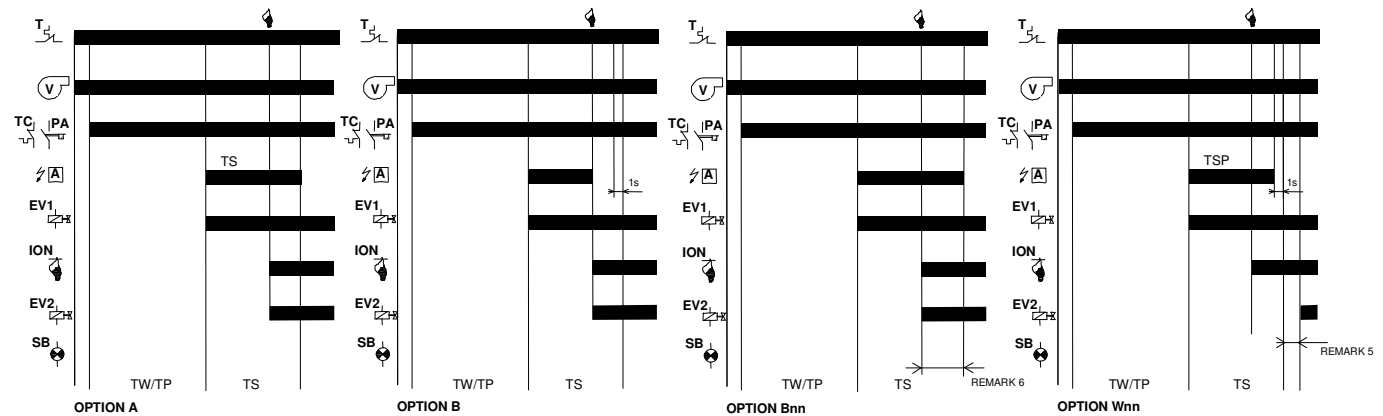 T T T T
V V V V
TC PA TC PA TC PA TC PA
TS TSP
A A A A
1s 1s
EV1 EV1 EV1 EV1
ION ION ION ION
EV2 EV2 EV2 EV2
SB SB SB SB
REMARK 5
TW/TP TS TW/TP TS TW/TP TS REMARK 6 TW/TP TS
OPTION A OPTION B OPTION Bnn OPTION Wnn